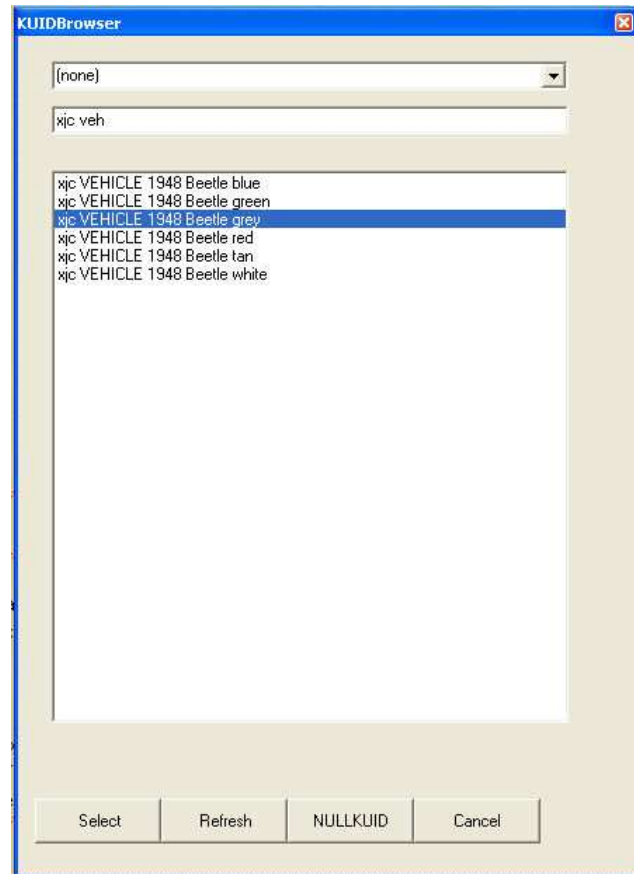 KUIDBrowser
(none)
xjc veh
xjc VEHICLE 1948 Beetle blue
xjc VEHICLE 1948 Beetle green
xjc VEHICLE 1948 Beetle grey
xjc VEHICLE 1948 Beetle red
xjc VEHICLE 1948 Beetle tan
xjc VEHICLE 1948 Beetle white
Select Refresh NULLKUID Cancel